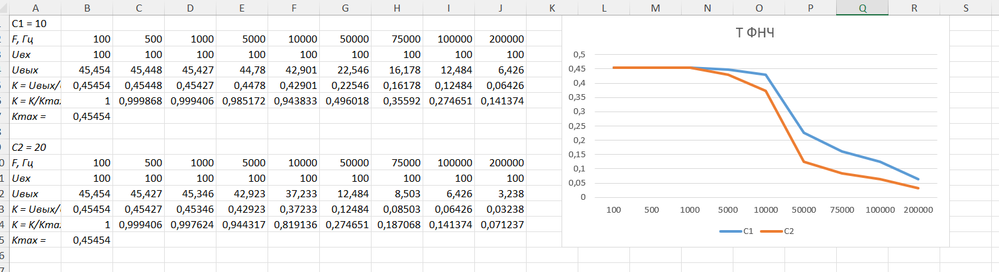 A B C D E F G H I J K L M N O P Q R S
C1 = 10
F, Гц 100 500 1000 5000 10000 50000 75000 100000 200000
Uвх 100 100 100 100 100 100 100 100 100
Uвых 45,454 45,448 45,427 44,78 42,901 22,546 16,178 12,484 6,426
K = Uвых/ 0,45454 0,45448 0,45427 0,4478 0,42901 0,22546 0,16178 0,12484 0,06426
K = K/Kma 1 0,999868 0,999406 0,985172 0,943833 0,496018 0,35592 0,274651 0,141374
Kmax = 0,45454
C2 = 20
F, Гц 100 500 1000 5000 10000 50000 75000 100000 200000
Uвх 100 100 100 100 100 100 100 100 100
Uвых 45,454 45,427 45,346 42,923 37,233 12,484 8,503 6,426 3,238
K = Uвых/ 0,45454 0,45427 0,45346 0,42923 0,37233 0,12484 0,08503 0,06426 0,03238
K = K/Kma 1 0,999406 0,997624 0,944317 0,819136 0,274651 0,187068 0,141374 0,071237
Kmax = 0,45454
Т ФНЧ
0,5
0,45
0,4
0,35
0,3
0,25
0,2
0,15
0,1
0,05
0
100 500 1000 5000 10000 50000 75000 100000 200000
C1 C2